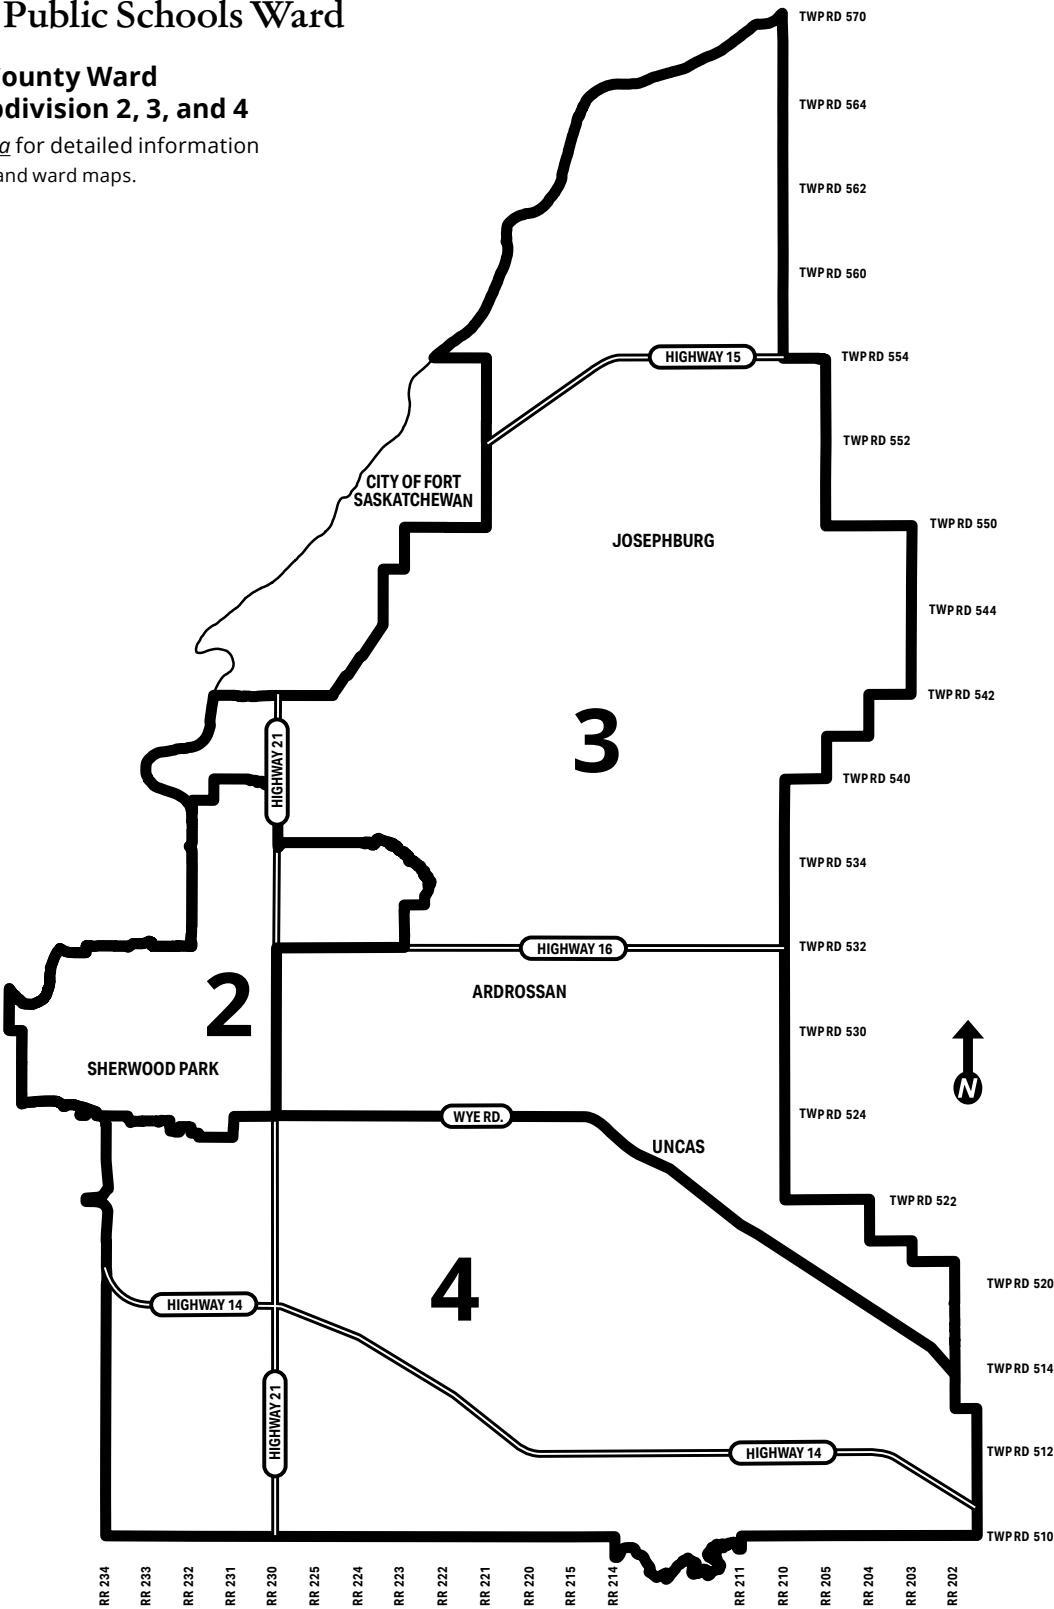 Public Schools Ward
ounty Ward
division 2, 3, and 4
a for detailed information
and ward maps.
TWP RD 570
TWP RD 564
TWP RD 562
TWP RD 560
HIGHWAY 15
TWP RD 554
TWP RD 552
CITY OF FORT
SASKATCHEWAN
TWP RD 550
JOSEPHBURG
TWP RD 544
TWP RD 542
3
HIGHWAY 21
TWP RD 540
TWP RD 534
HIGHWAY 16
TWP RD 532
ARDROSSAN
2
TWP RD 530
SHERWOOD PARK
N
WYE RD.
TWP RD 524
UNCAS
TWP RD 522
4
TWP RD 520
HIGHWAY 14
TWP RD 514
HIGHWAY 21
HIGHWAY 14
TWP RD 512
TWP RD 510
RR 234
RR 233
RR 232
RR 231
RR 230
RR 225
RR 224
RR 223
RR 222
RR 221
RR 220
RR 215
RR 214
RR 211
RR 210
RR 205
RR 204
RR 203
RR 202